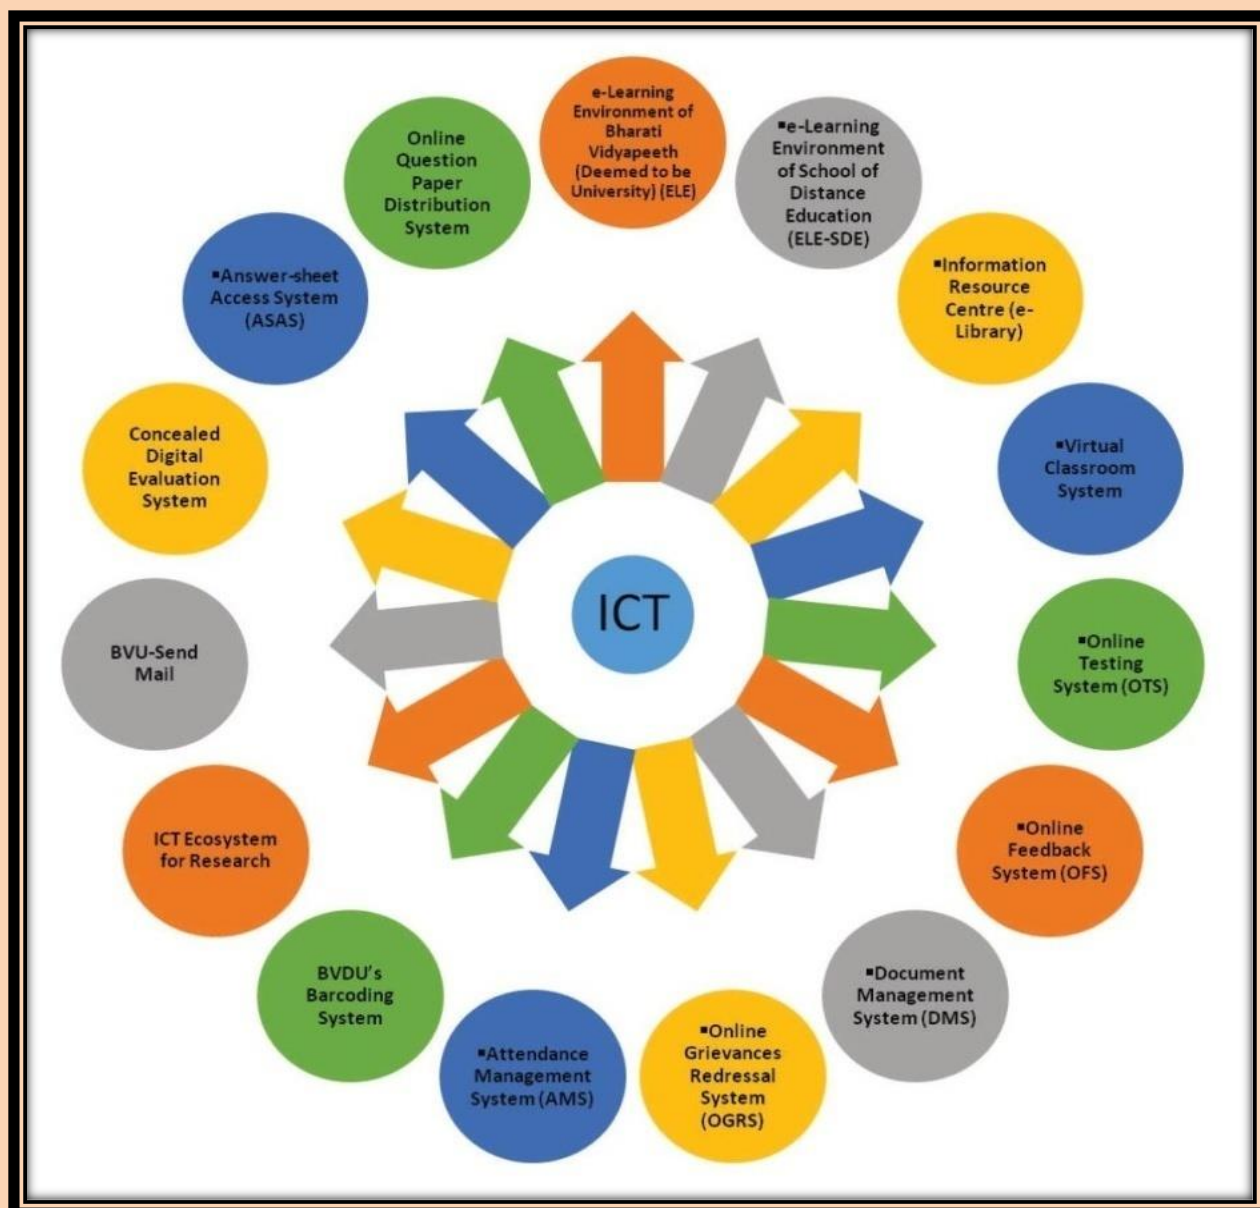 e-Learning
Environment of
Bharati
Vidyapeeth
(Deemed to be
University) (ELE)
▪e-Learning
Environment
of School of
Distance
Education
(ELE-SDE)
▪Information
Resource
Centre (e-
Library)
▪Virtual
Classroom
System
▪Online
Testing
System (OTS)
▪Online
Feedback
System (OFS)
▪Document
Management
System (DMS)
▪Online
Grievances
Redressal
System
(OGRS)
▪Attendance
Management
System (AMS)
BVDU's
Barcoding
System
ICT Ecosystem
for Research
BVU-Send
Mail
Concealed
Digital
Evaluation
System
▪Answer-sheet
Access System
(ASAS)
Online
Question
Paper
Distribution
System
ICT